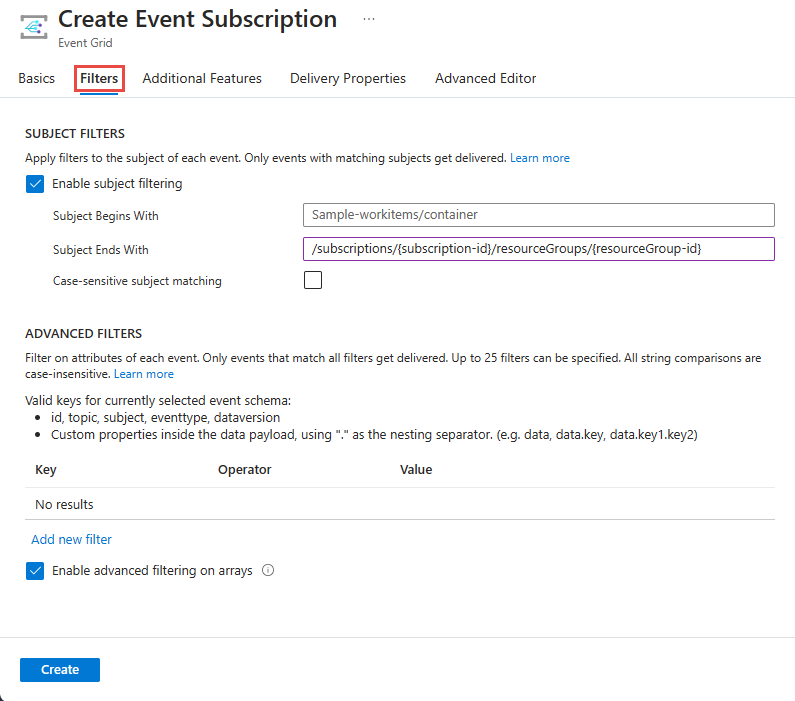 Create Event Subscription ...
Event Grid
Basics Filters Additional Features Delivery Properties Advanced Editor
SUBJECT FILTERS
Apply filters to the subject of each event. Only events with matching subjects get delivered. Learn more
Enable subject filtering
Subject Begins With Sample-workitems/container
Subject Ends With /subscriptions/{subscription-id}/resourceGroups/{resourceGroup-id}
Case-sensitive subject matching
ADVANCED FILTERS
Filter on attributes of each event. Only events that match all filters get delivered. Up to 25 filters can be specified. All string comparisons are
case-insensitive. Learn more
Valid keys for currently selected event schema:
• id, topic, subject, eventtype, dataversion
• Custom properties inside the data payload, using "." as the nesting separator. (e.g. data, data.key, data.key1.key2)
Key Operator Value
No results
Add new filter
Enable advanced filtering on arrays
Create